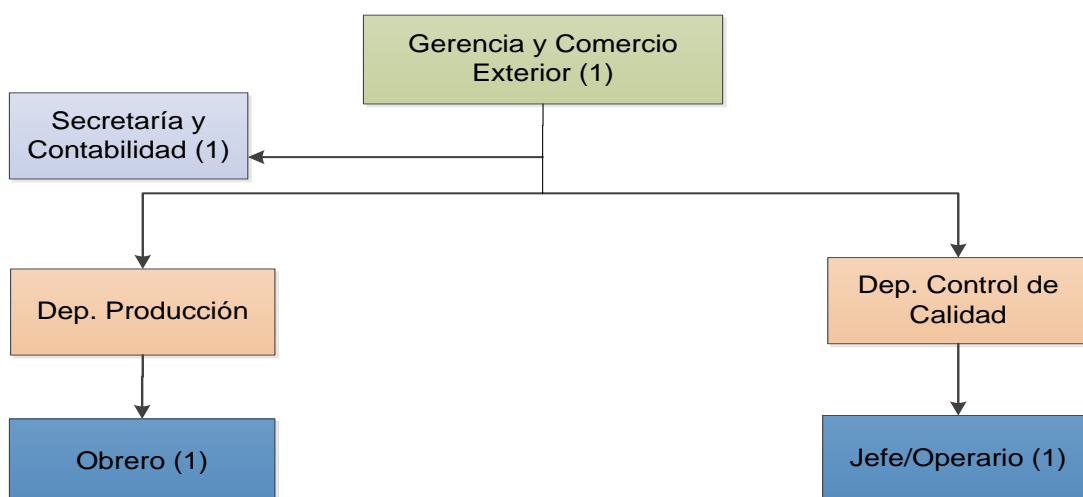 Gerencia y Comercio
Exterior (1)
Secretaría y
Contabilidad (1)
Dep. Producción
Dep. Control de
Calidad
Obrero (1)
Jefe/Operario (1)